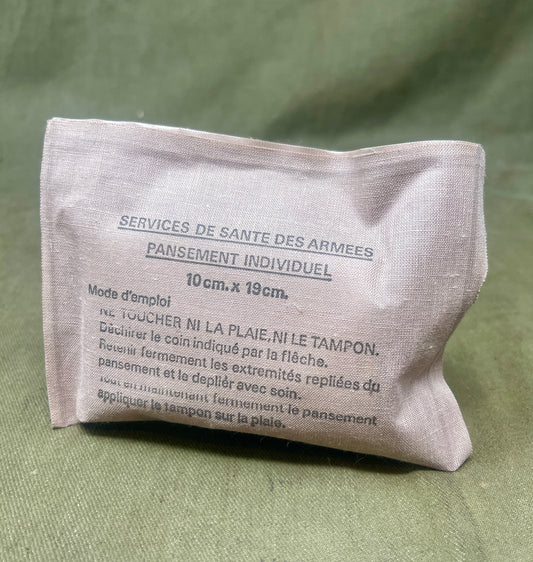 SERVICES DE SANTE DES ARMEES
PANSEMENT INDIVIDUEL
10cm. x 19cm.
Mode d'emploi
NE TOUCHER NI LA PLAIE, NI LE TAMPON.
Déchirer le coin indiqué par la flêche.
Retenir fermement les extremités repliées du
pansement et le deplier avec soin.
Tout en maintenant fermement le pansement
appliquer le tampon sur la plaie.